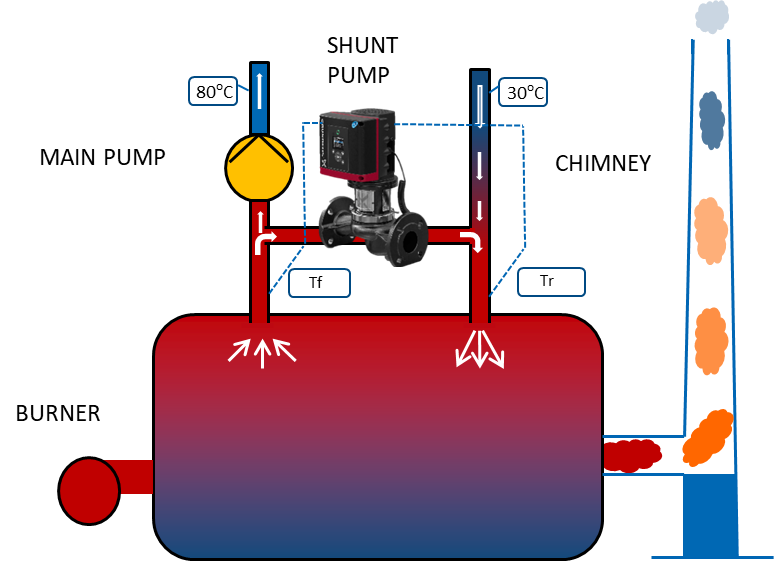 SHUNT
PUMP
80°C
30°C
MAIN PUMP
CHIMNEY
Tf
Tr
BURNER